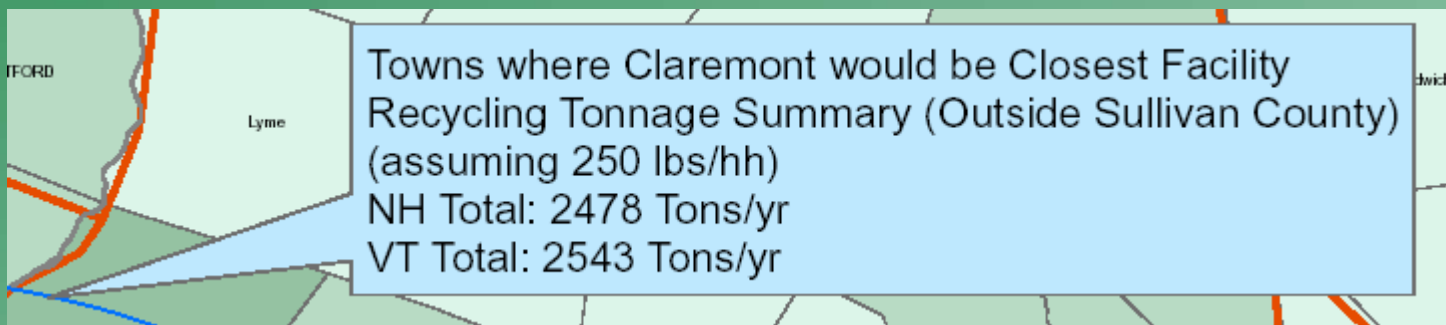 TFORD
Lyme
Towns where Claremont would be Closest Facility
Recycling Tonnage Summary (Outside Sullivan County)
(assuming 250 lbs/hh)
NH Total: 2478 Tons/yr
VT Total: 2543 Tons/yr
dwic